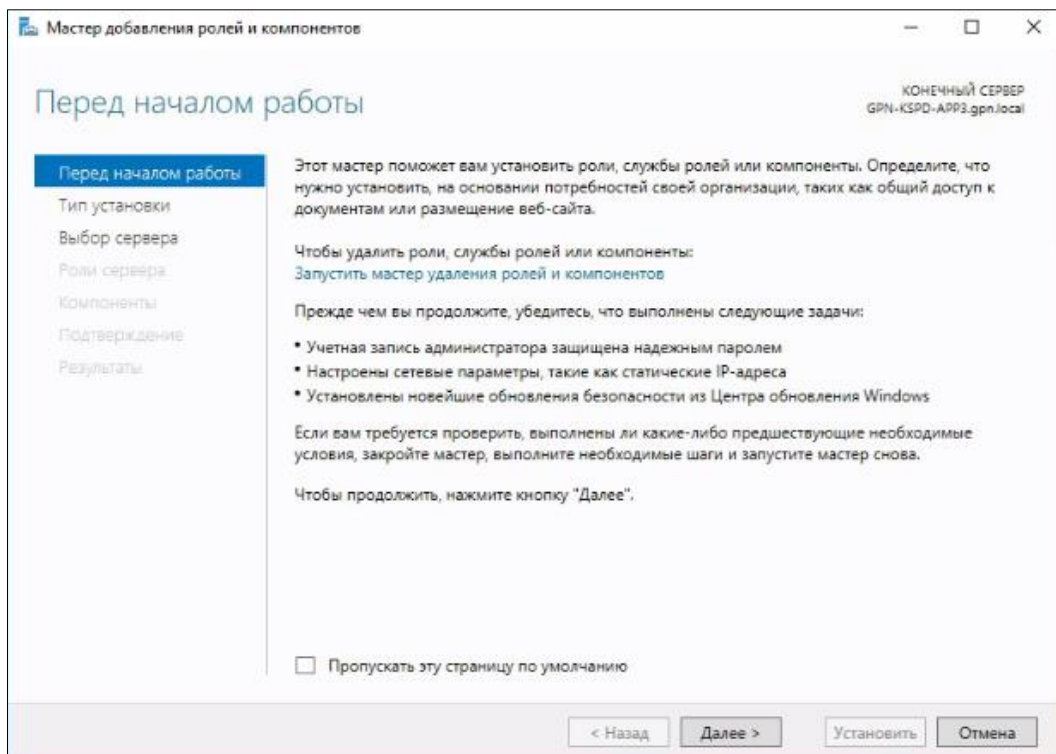 Мастер добавления ролей и компонентов
Перед началом работы
КОНЕЧНЫЙ СЕРВЕР
GPN-KSPD-APP3.gpn.local
Перед началом работы
Тип установки
Выбор сервера
Роли сервера
Компоненты
Подтверждение
Результаты
Этот мастер поможет вам установить роли, службы ролей или компоненты. Определите, что
нужно установить, на основании потребностей своей организации, таких как общий доступ к
документам или размещение веб-сайта.
Чтобы удалить роли, службы ролей или компоненты:
Запустить мастер удаления ролей и компонентов
Прежде чем вы продолжите, убедитесь, что выполнены следующие задачи:
• Учетная запись администратора защищена надежным паролем
• Настроены сетевые параметры, такие как статические IP-адреса
• Установлены новейшие обновления безопасности из Центра обновления Windows
Если вам требуется проверить, выполнены ли какие-либо предшествующие необходимые
условия, закройте мастер, выполните необходимые шаги и запустите мастер снова.
Чтобы продолжить, нажмите кнопку "Далее".
Пропускать эту страницу по умолчанию
< Назад
Далее >
Установить
Отмена